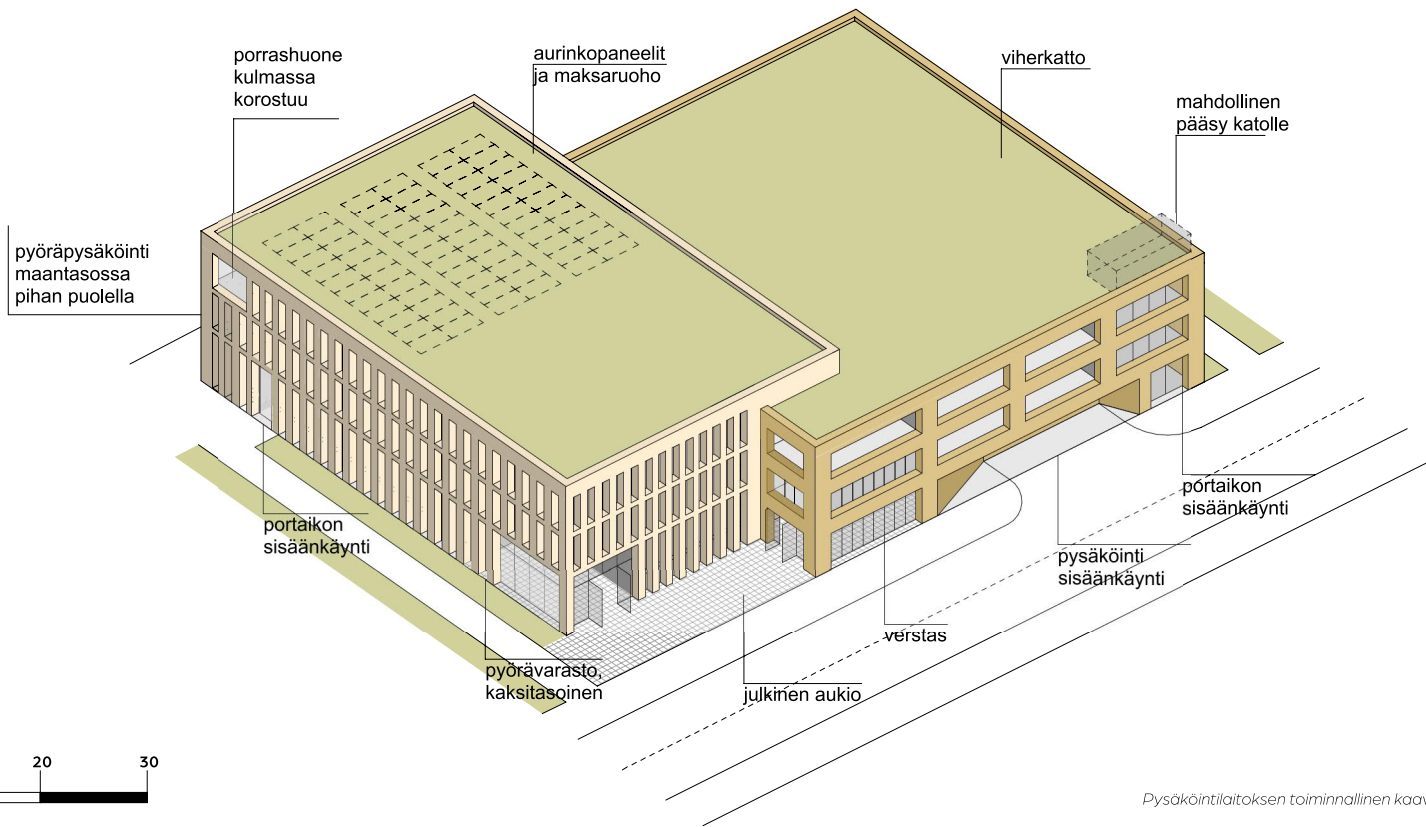 porrashuone
kulmassa
korostuu
aurinkopaneelit
ja maksaruoho
viherkatto
mahdollinen
pääsy katolle
pyöräpysäköinti
maantasossa
pihan puolella
portaikon
sisäänkäynti
portaikon
sisäänkäynti
pysäköinti
sisäänkäynti
verstas
pyörävarasto,
kaksitasoinen
julkinen aukio
20 30
Pysäköintilaitoksen toiminnallinen